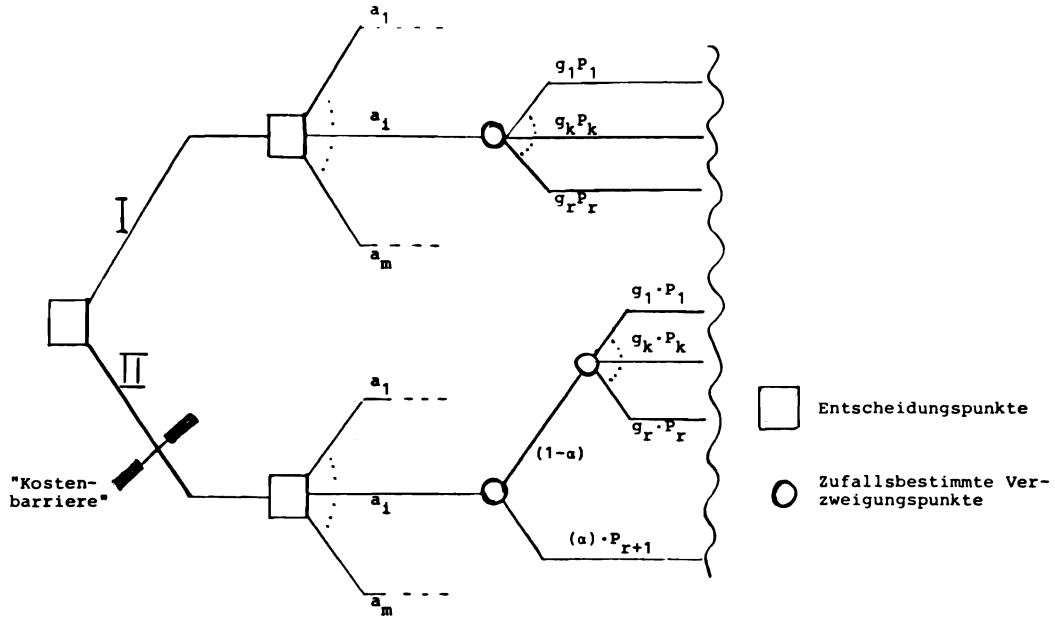 a1
g1P1
ai
gkPk
I
grPr
am
g1·P1
II
gk·Pk
a1
gr·Pr
Entscheidungspunkte
(1-α)
"Kosten-
barriere"
ai
Zufallsbestimmte Ver-
zweigungspunkte
(α)·Pr+1
am